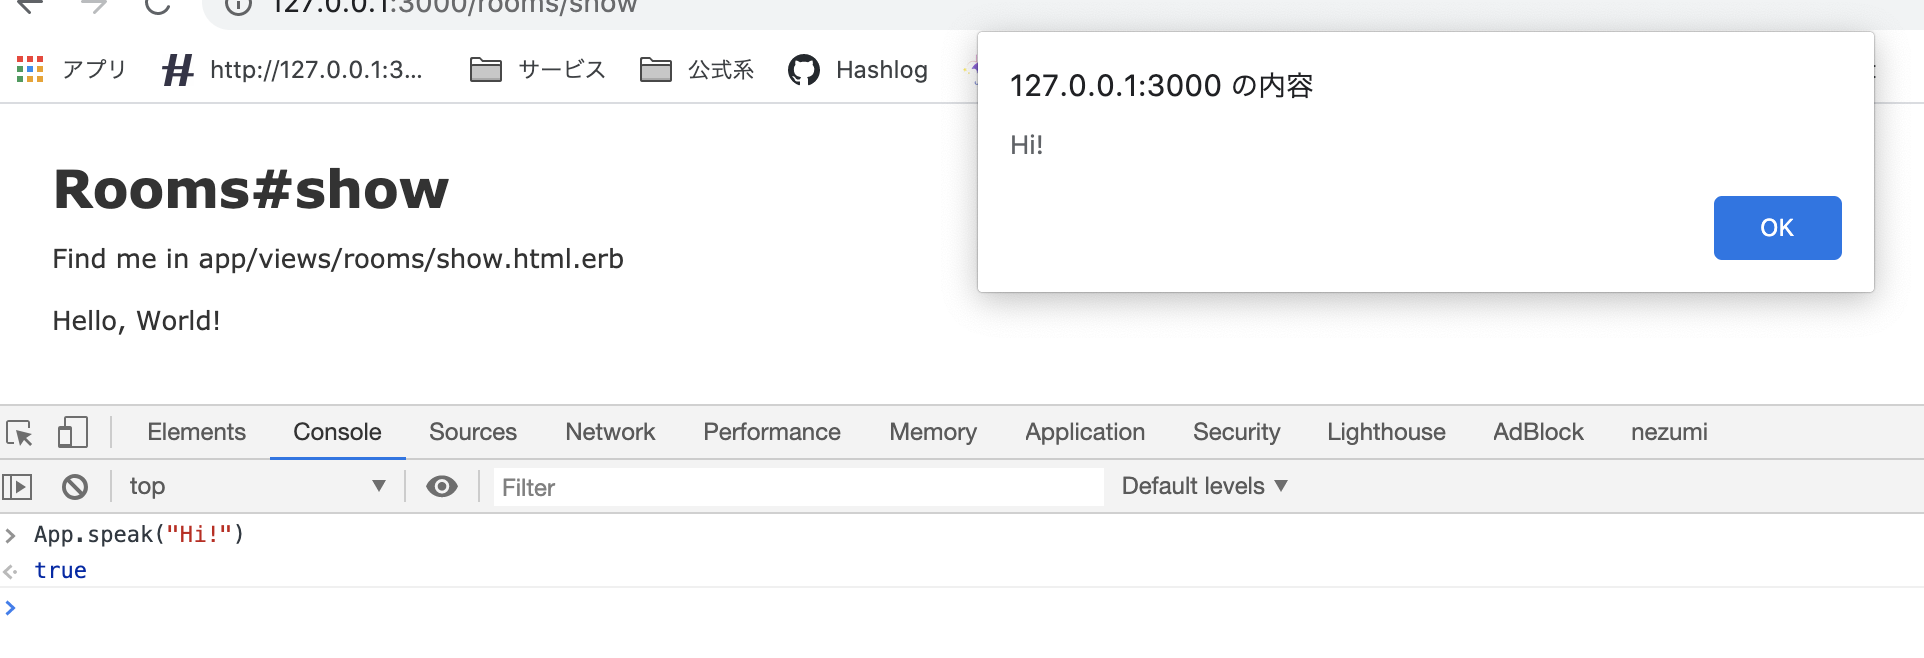 127.0.0.1:3000/rooms/show
アプリ http://127.0.0.1:3... サービス 公式系 Hashlog
127.0.0.1:3000 の内容
Hi!
OK
Rooms#show
Find me in app/views/rooms/show.html.erb
Hello, World!
Elements Console Sources Network Performance Memory Application Security Lighthouse AdBlock nezumi
top Filter Default levels
App.speak("Hi!")
true